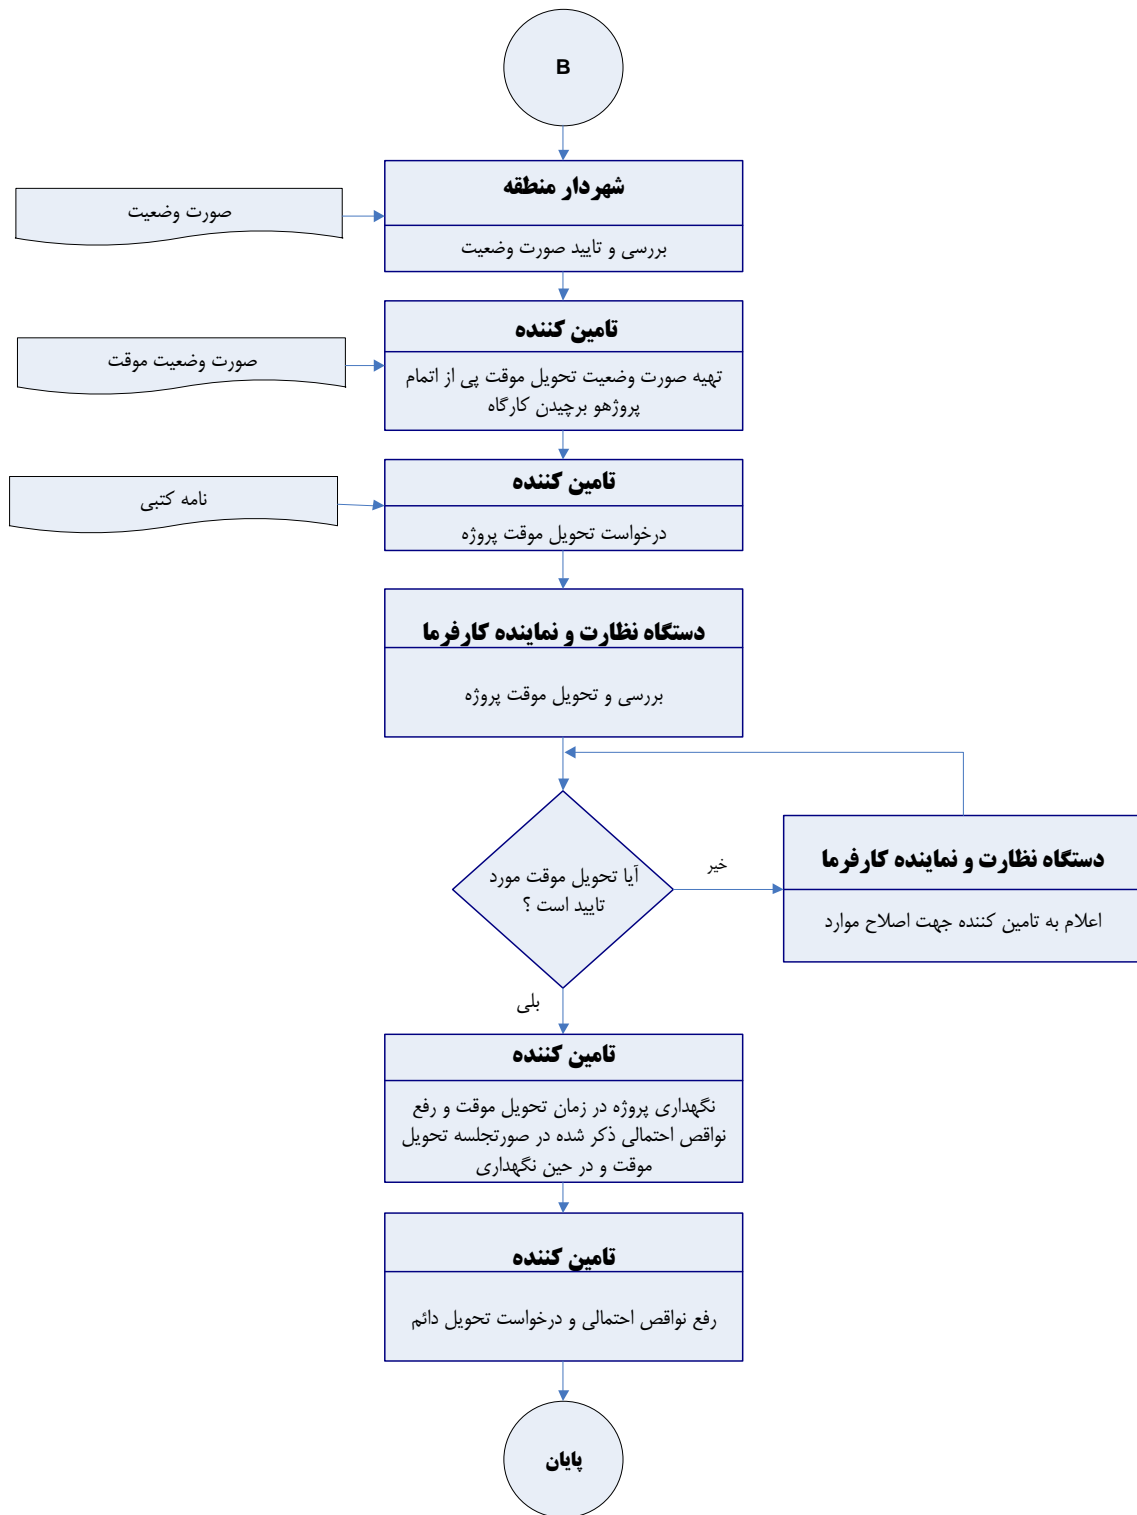 B
شهردار منطقه
صورت وضعیت
بررسی و تایید صورت وضعیت
تامین کننده
صورت وضعیت موقت
تهیه صورت وضعیت تحویل موقت پی از اتمام
پروژهو برچیدن کارگاه
تامین کننده
نامه کتبی
درخواست تحویل موقت پروژه
دستگاه نظارت و نماینده کارفرما
بررسی و تحویل موقت پروژه
آیا تحویل موقت مورد
تایید است ؟
خیر
دستگاه نظارت و نماینده کارفرما
اعلام به تامین کننده جهت اصلاح موارد
بلی
تامین کننده
نگهداری پروژه در زمان تحویل موقت و رفع
نواقص احتمالی ذکر شده در صورتجلسه تحویل
موقت و در حین نگهداری
تامین کننده
رفع نواقص احتمالی و درخواست تحویل دائم
پایان